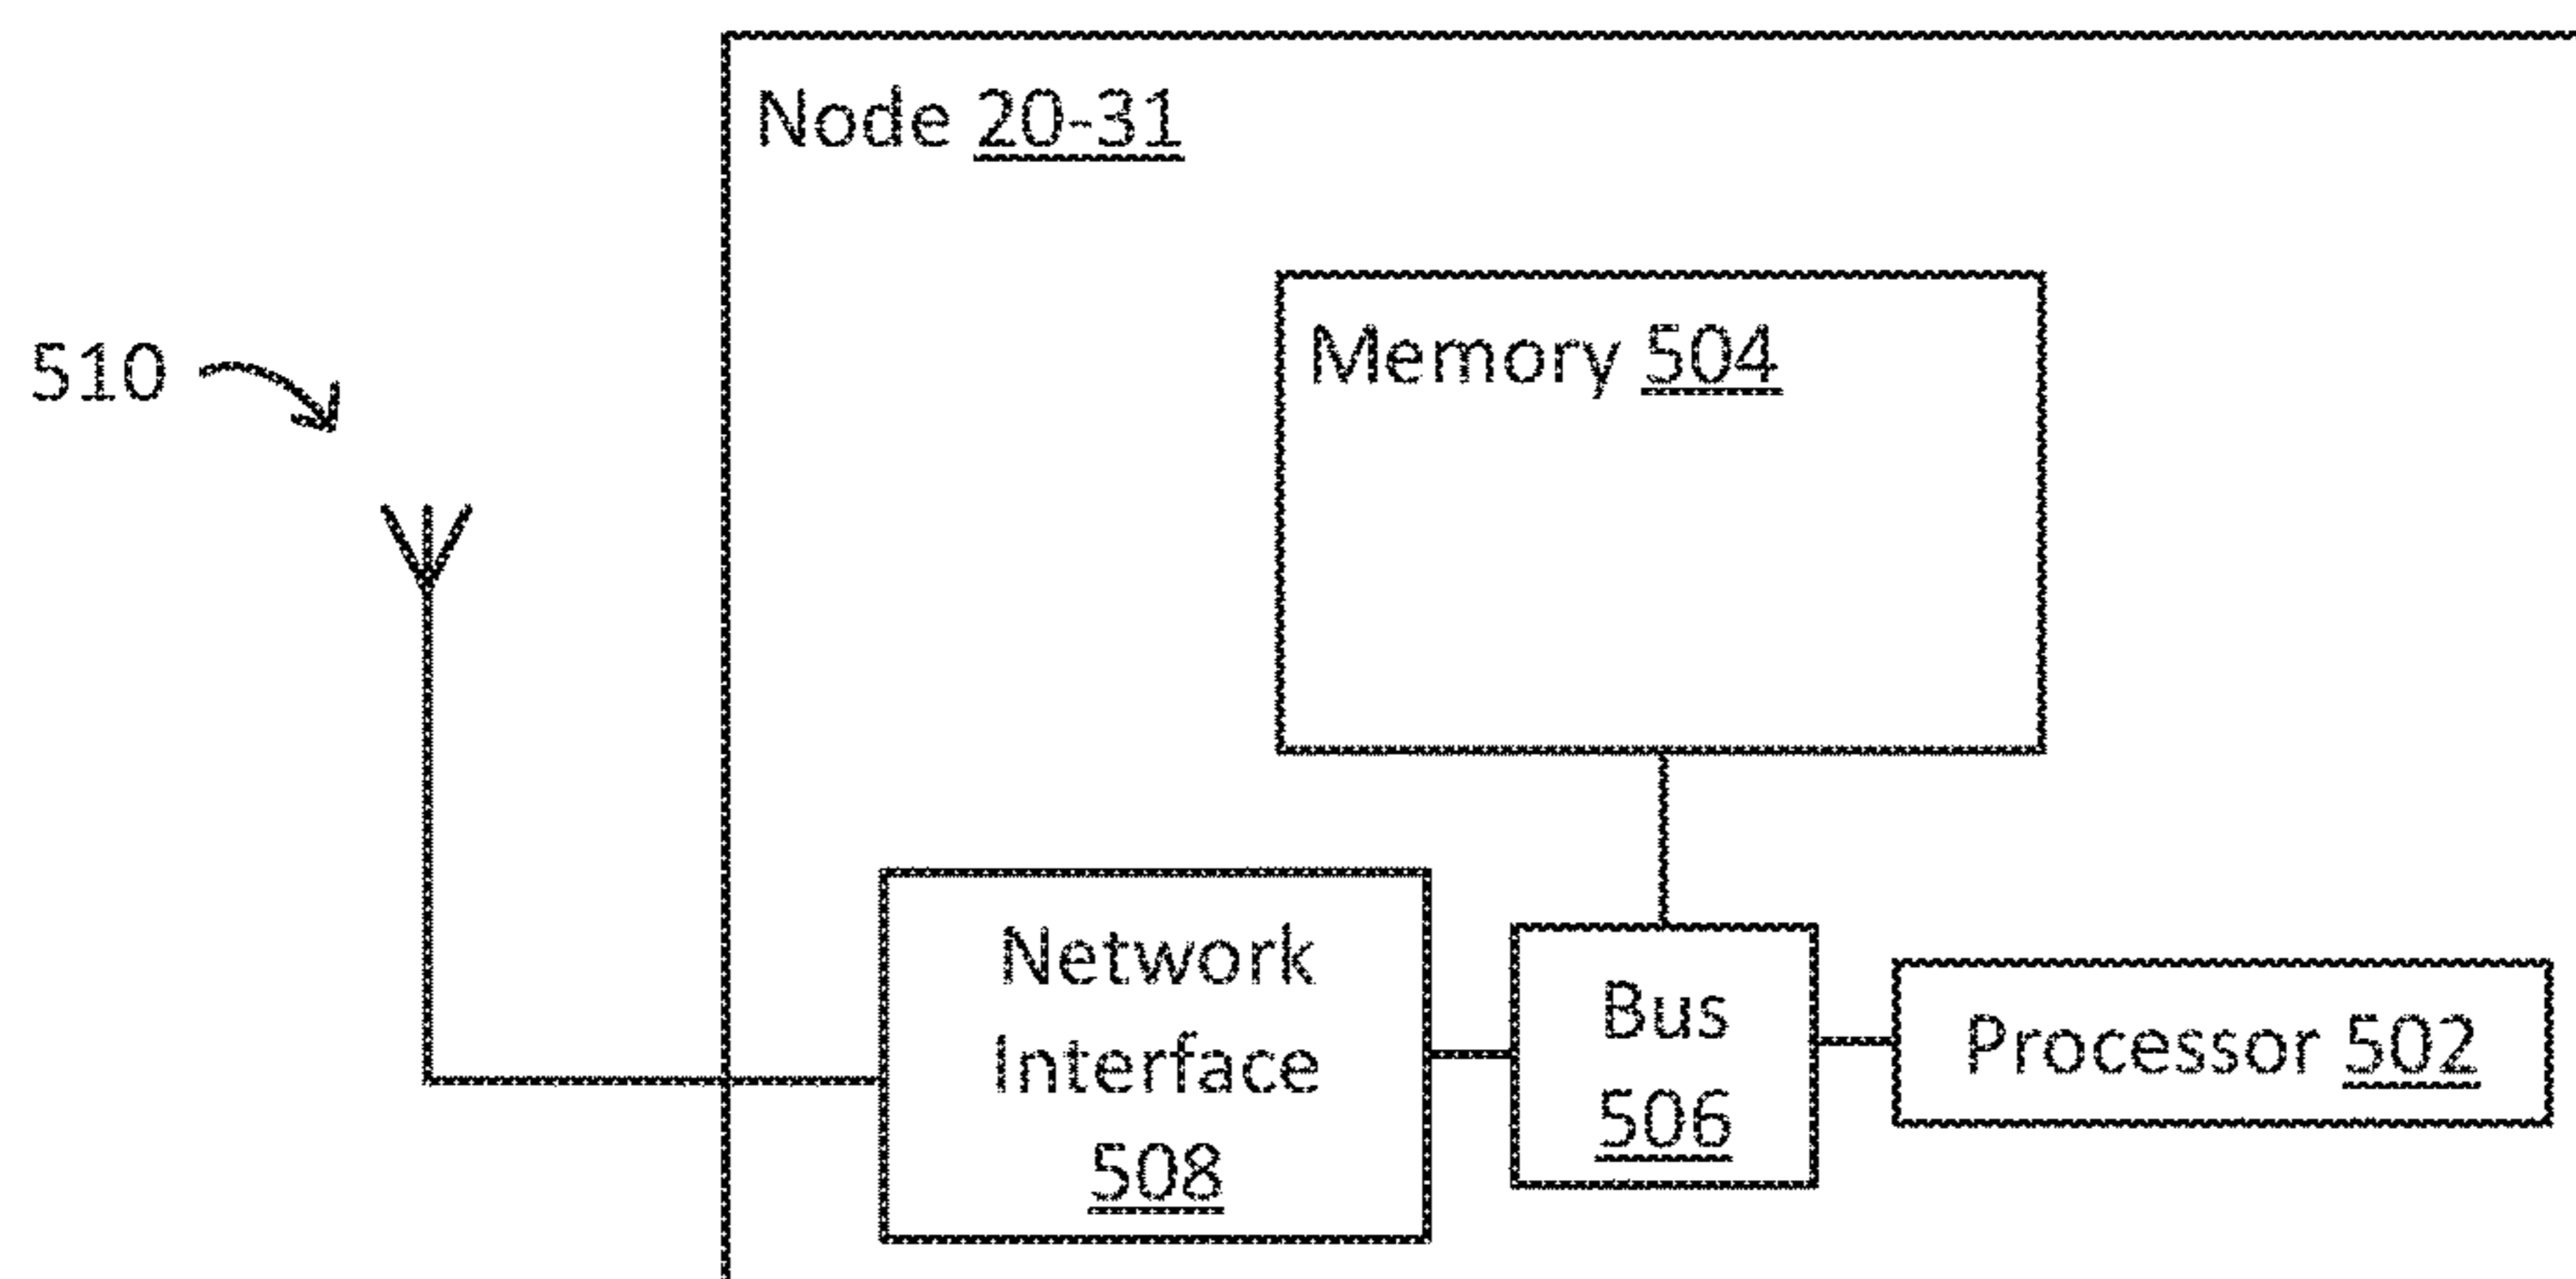 Node 20-31
510
Memory 504
Network
Interface
508
Bus
506
Processor 502